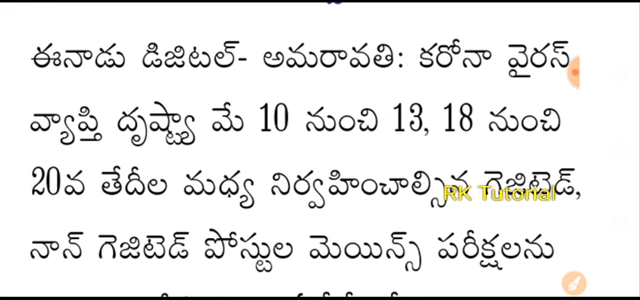 ఈనాడు డిజిటల్- అమరావతి: కరోనా వైరస్
వ్యాప్తి దృష్ట్యా మే 10 నుంచి 13, 18 నుంచి
20వ తేదీల మధ్య నిర్వహించాల్సిన గెజిటెడ్,
RK Tutorial
నాన్ గెజిటెడ్ పోస్టుల మెయిన్స్ పరీక్షలను